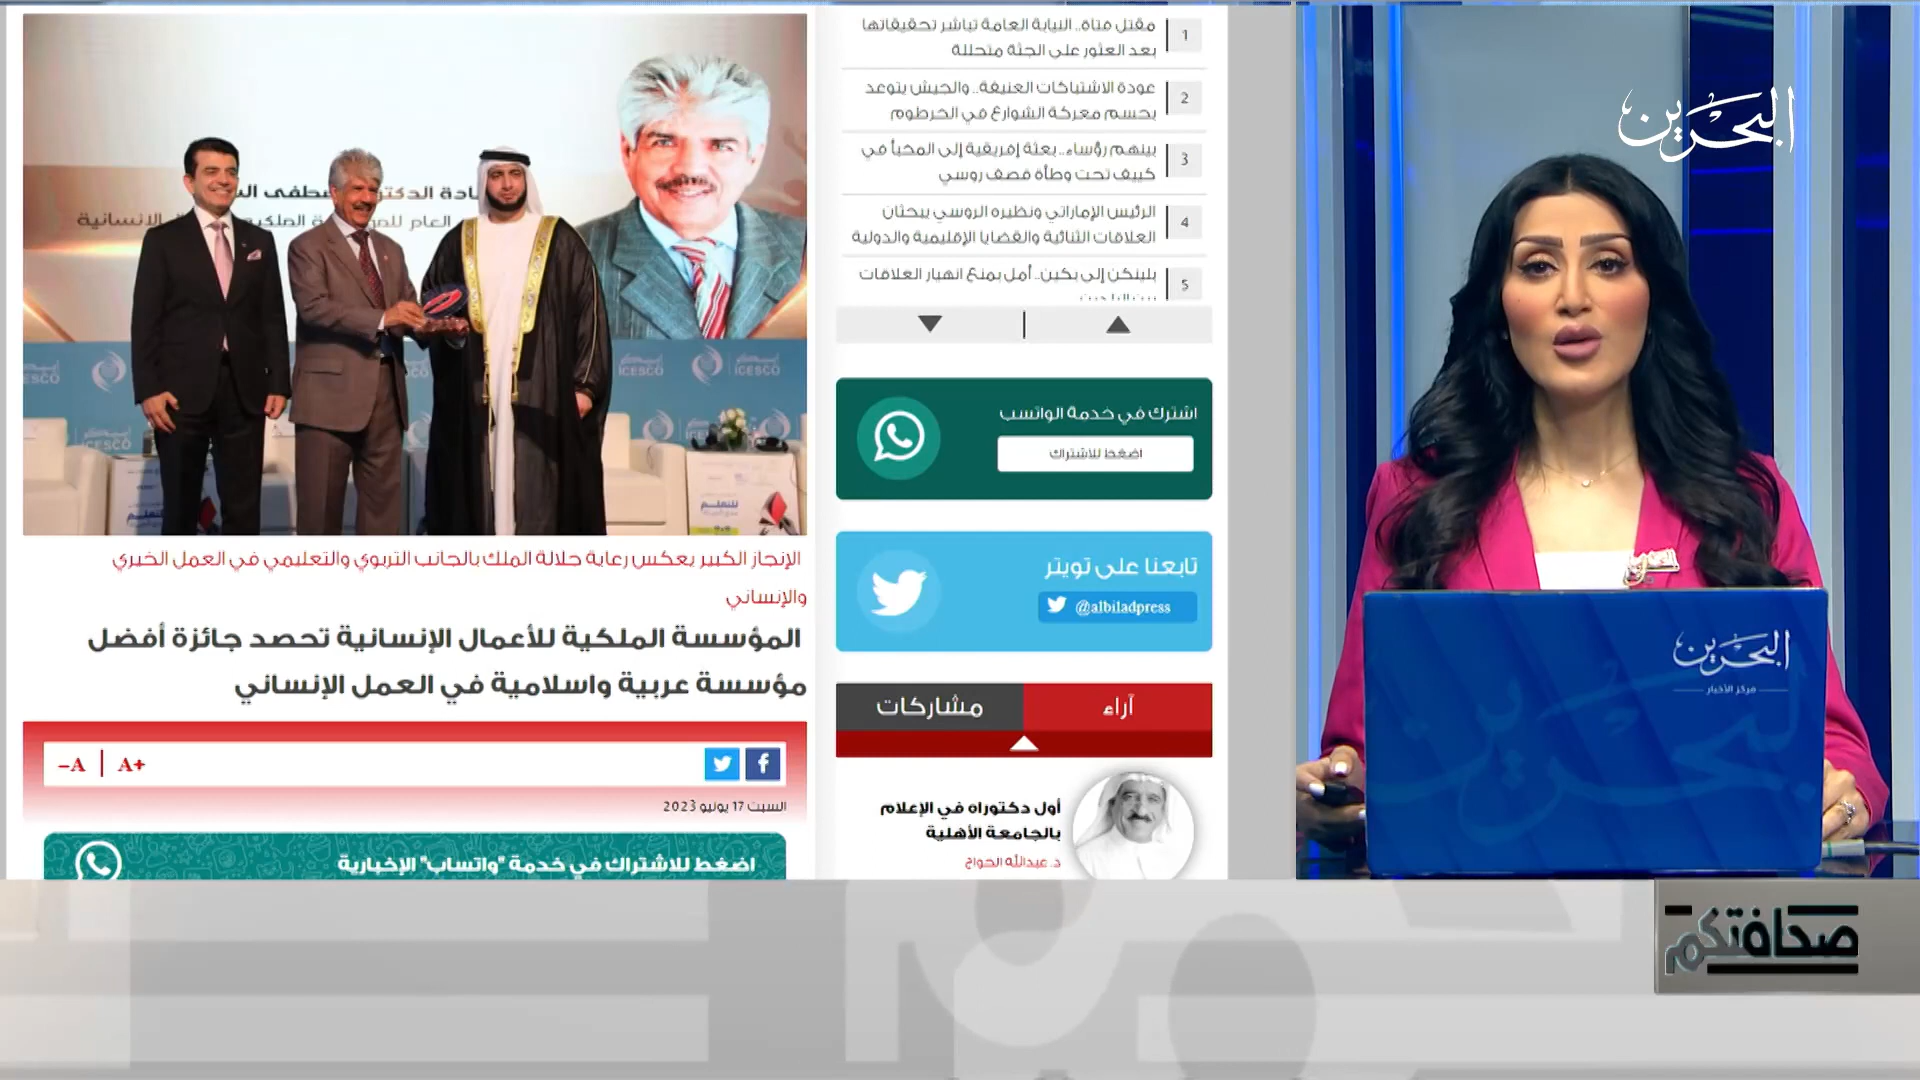 البحرين
مقتل فتاة.. النيابة العامة تباشر تحقيقاتها
بعد العثور على الجثة متحللة
1
عودة الاشتباكات العنيفة.. والجيش يتوعد
بحسم معركة الشوارع في الخرطوم
2
بينهم رؤساء.. بعثة إفريقية إلى المخبأ في
كييف تحت وطأة قصف روسي
3
الرئيس الإماراتي ونظيره الروسي يبحثان
العلاقات الثنائية والقضايا الإقليمية والدولية
4
بلينكن إلى بكين.. أمل بمنع انهيار العلاقات
5
الإنسانية
ICESCO
ICESCO
ICESCO
اشترك في خدمة الواتسب
اضغط للاشتراك
تابعنا على تويتر
@albiladpress
آراء
مشاركات
أول دكتوراه في الإعلام
بالجامعة الأهلية
د. عبدالله الحواج
الإنجاز الكبير يعكس رعاية جلالة الملك بالجانب التربوي والتعليمي في العمل الخيري
والإنساني
المؤسسة الملكية للأعمال الإنسانية تحصد جائزة أفضل
مؤسسة عربية واسلامية في العمل الإنساني
A- | A+
السبت 17 يونيو 2023
اضغط للاشتراك في خدمة "واتساب" الإخبارية
البحرين
مركز الأخبار
صحافتكم